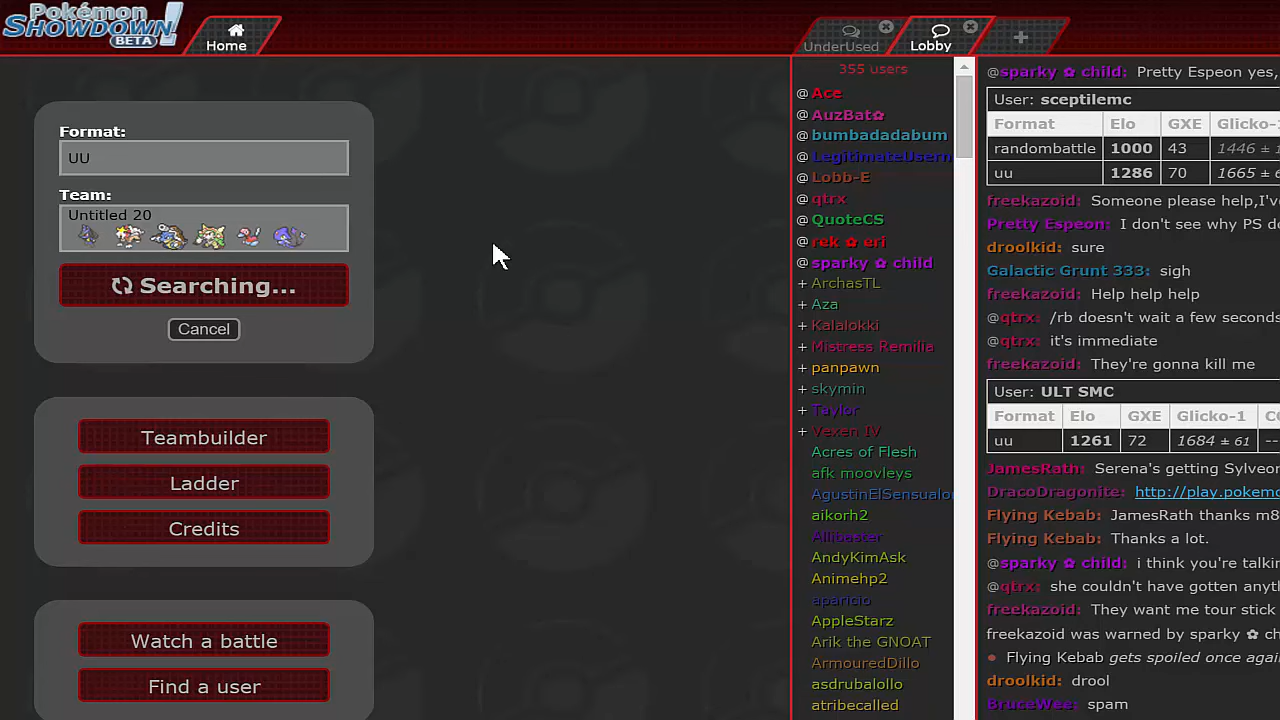 Pokémon
SHOWDOWN!
BETA
Home
UnderUsed
Lobby
Format:
UU
Team:
Untitled 20
Searching...
Cancel
Teambuilder
Ladder
Credits
Watch a battle
Find a user
355 users
@Ace
@AuzBat✿
@bumbadadabum
@LegitimateUsern
@Lobb-E
@qtrx
@QuoteCS
@rek ✿ eri
@sparky ✿ child
+ArchasTL
+Aza
+Kalalokki
+Mistress Remilia
+panpawn
+skymin
+Taylor
+Vexen IV
Acres of Flesh
afk moovleys
AgustinElSensualo
aikorh2
Allibaster
AndyKimAsk
Animehp2
aparicio
AppleStarz
Arik the GNOAT
ArmouredDillo
asdrubalollo
atribecalled
@sparky ✿ child: Pretty Espeon yes,
User: sceptilemc
Format Elo GXE Glicko-1
randombattle 1000 43 1446 ±
uu 1286 70 1665 ± 6
freekazoid: Someone please help,I've
Pretty Espeon: I don't see why PS do
droolkid: sure
Galactic Grunt 333: sigh
freekazoid: Help help help
@qtrx: /rb doesn't wait a few seconds
@qtrx: it's immediate
freekazoid: They're gonna kill me
User: ULT SMC
Format Elo GXE Glicko-1 CO
uu 1261 72 1684 ± 61 --
JamesRath: Serena's getting Sylveon
DracoDragonite: http://play.pokemo
Flying Kebab: JamesRath thanks m8
Flying Kebab: Thanks a lot.
@sparky ✿ child: i think you're talkin
@qtrx: she couldn't have gotten anyth
freekazoid: They want me tour stick
freekazoid was warned by sparky ✿ ch
• Flying Kebab gets spoiled once again
droolkid: drool
BruceWee: spam